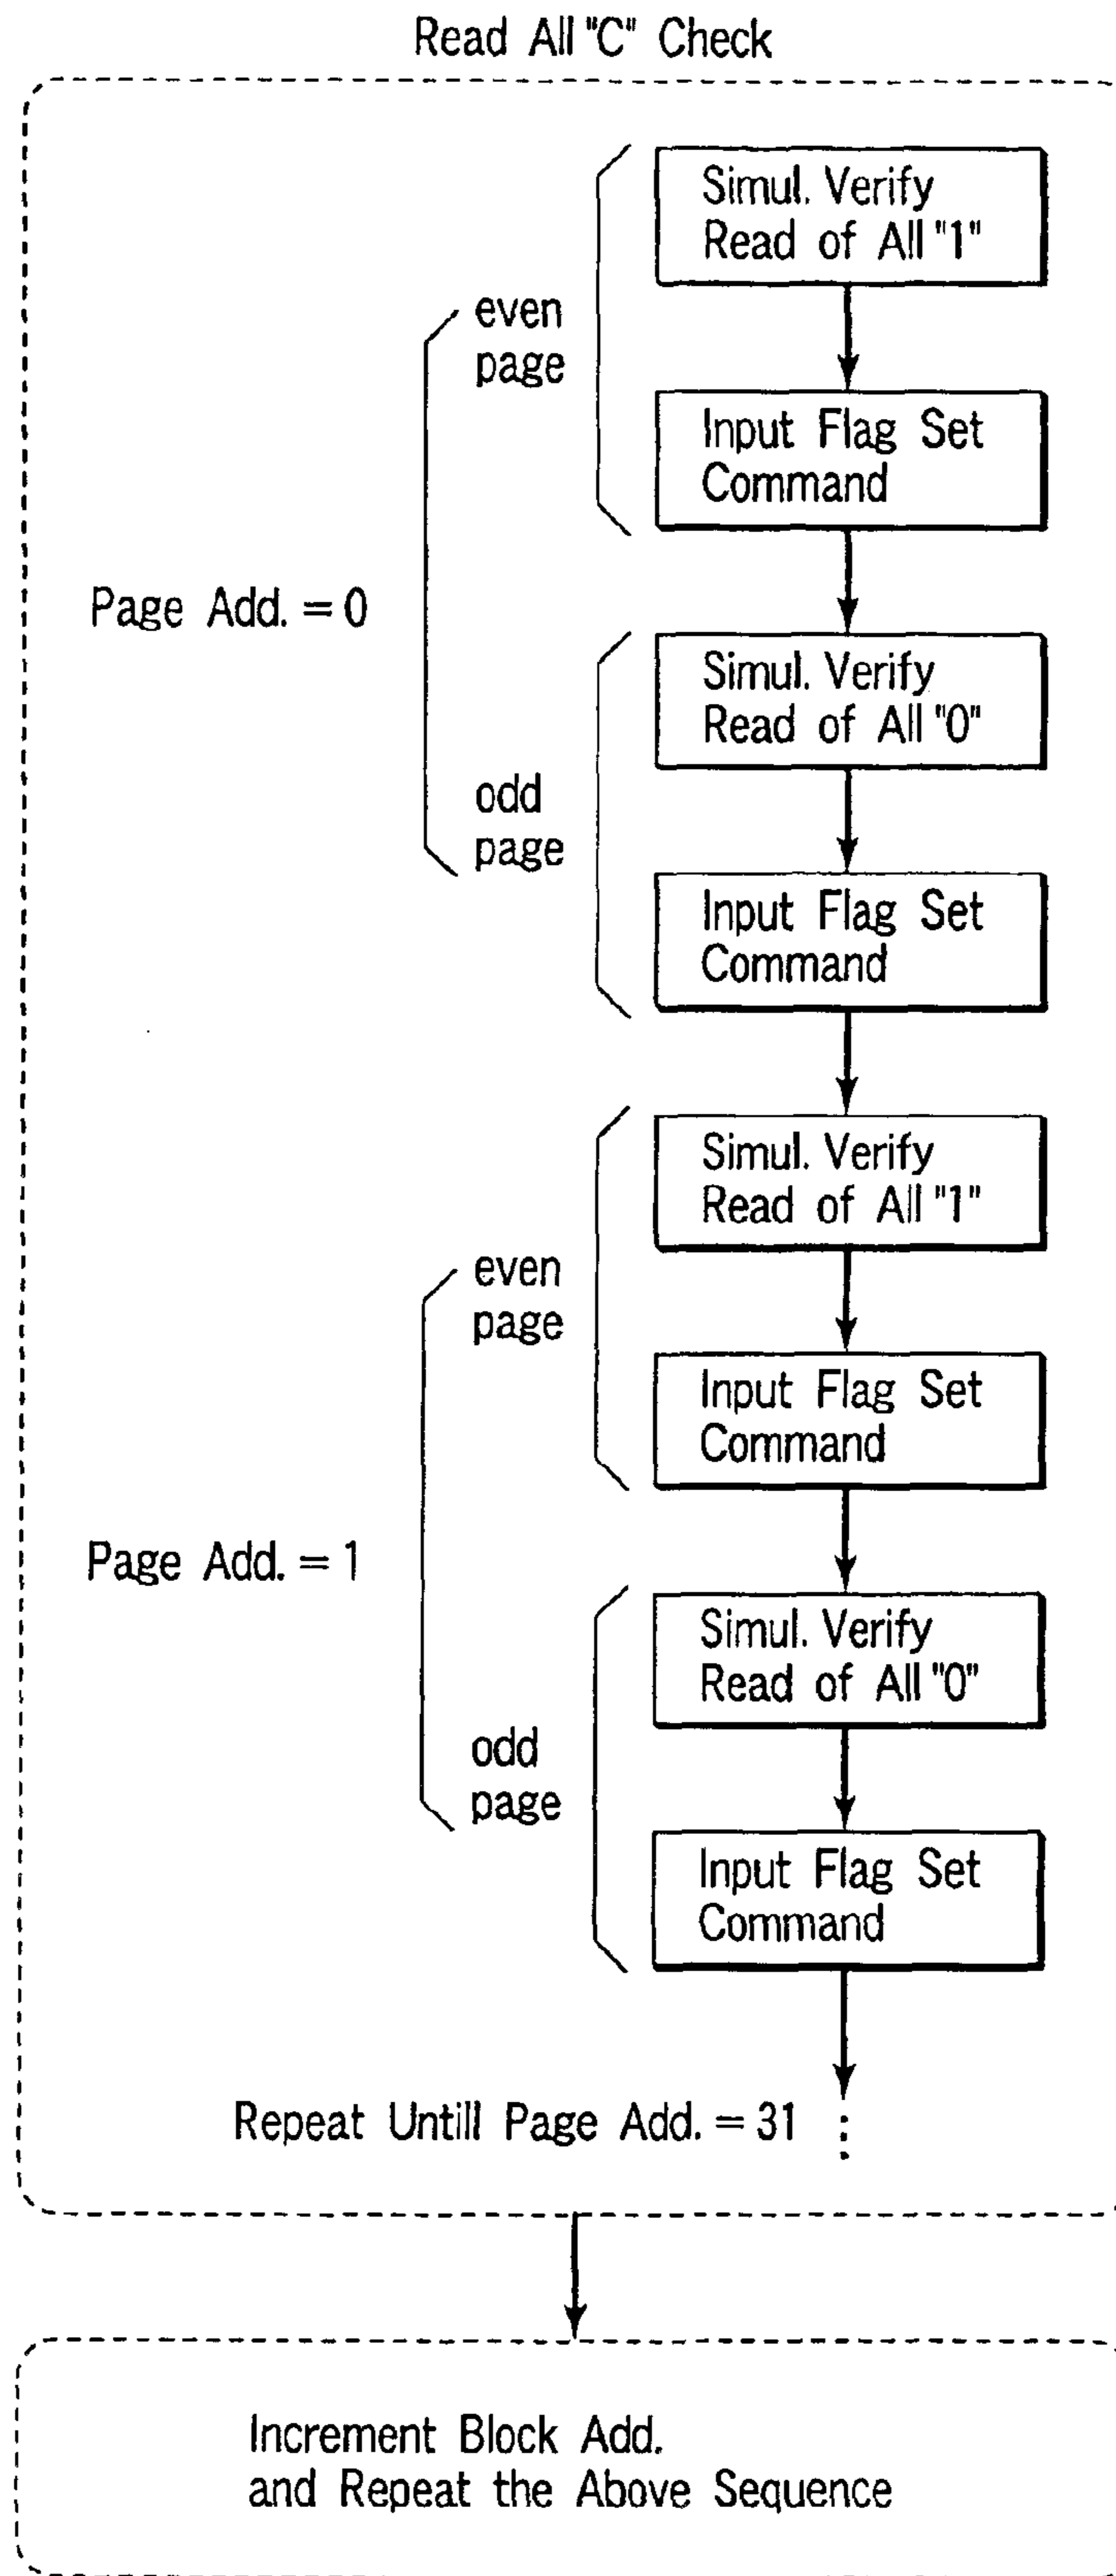 Read All "C" Check
Simul. Verify
Read of All "1"
even
page
Input Flag Set
Command
Page Add. = 0
Simul. Verify
Read of All "0"
odd
page
Input Flag Set
Command
Simul. Verify
Read of All "1"
even
page
Input Flag Set
Command
Page Add. = 1
Simul. Verify
Read of All "0"
odd
page
Input Flag Set
Command
Repeat Untill Page Add. = 31
Increment Block Add.
and Repeat the Above Sequence